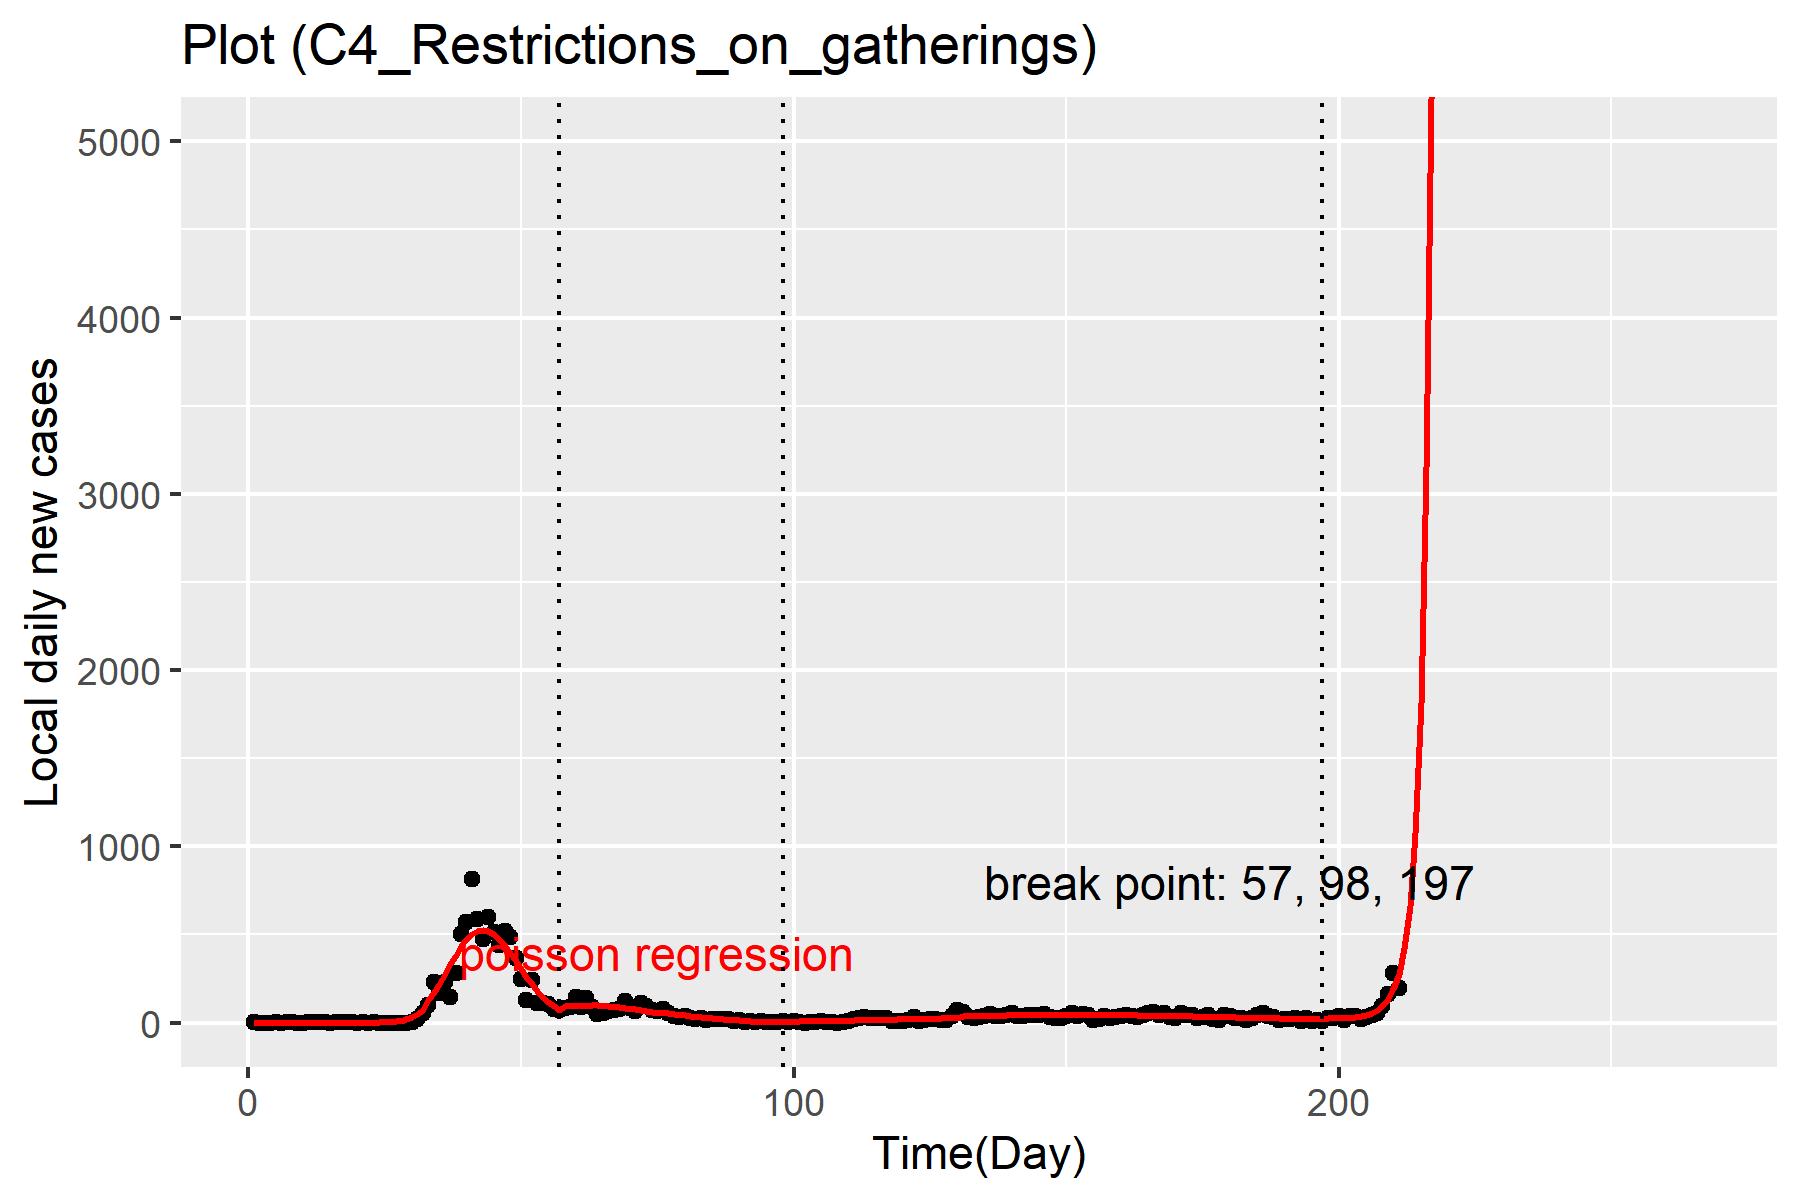 Plot (C4_Restrictions_on_gatherings)
Local daily new cases
5000
4000
3000
2000
1000
0
break point: 57, 98, 197
poisson regression
0
100
200
Time(Day)